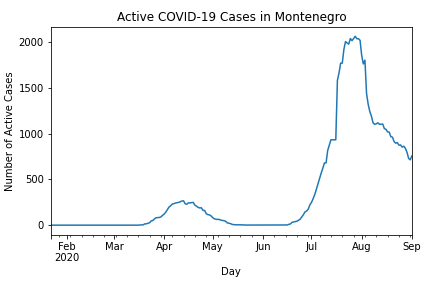 Active COVID-19 Cases in Montenegro
Number of Active Cases
2000
1500
1000
500
0
Feb Mar Apr May Jun Jul Aug Sep
2020
Day